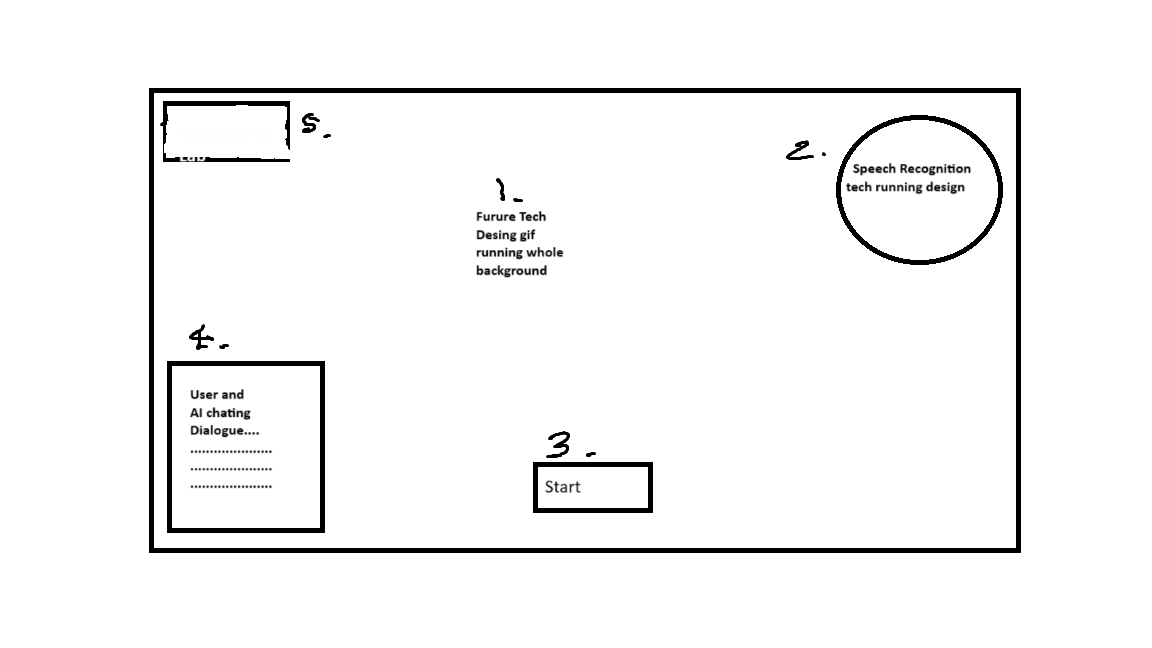 5.
2.
Speech Recognition
tech running design
1.
Furure Tech
Desing gif
running whole
background
4.
User and
AI chating
Dialogue....
......................
......................
......................
3.
Start